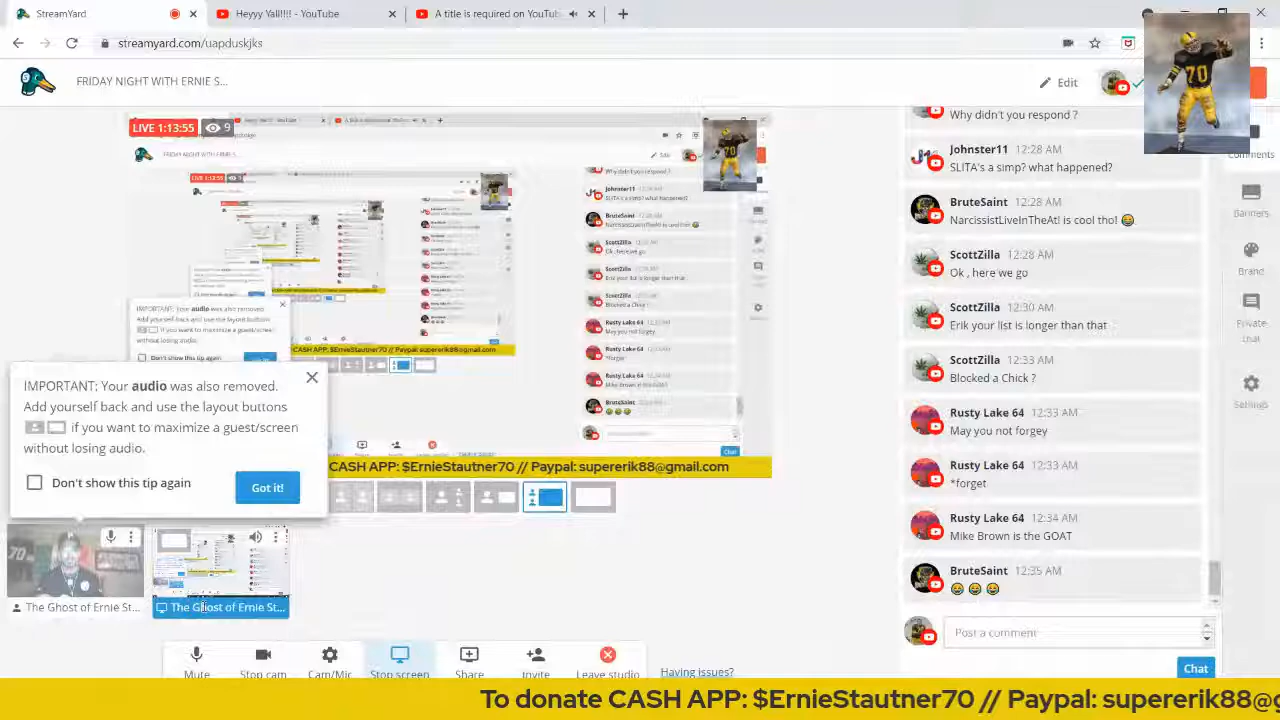 StreamYard
Heyyy Yall!!!! - YouTube
A title is required on YouTub
streamyard.com/uapduskjks
FRIDAY NIGHT WITH ERNIE S...
Edit
70
LIVE 1:13:55
9
Why didn't you respond ?
Johnster11 12:28 AM
SLITA's a simp? what happened?
BruteSaint 12:28 AM
NarcissistLiveInTheAtl is cool tho!
ScottZilla 12:28 AM
Ok , here we go
ScottZilla
Erik your list is longer than that
ScottZilla 12:33 AM
Blocked a Chick ?
Rusty Lake 64 12:33 AM
May you not forgey
Rusty Lake 64 12:33 AM
*forget
Rusty Lake 64 12:34 AM
Mike Brown is the GOAT
BruteSaint 12:35 AM
Post a comment
Chat
Comments
Banners
Brand
Private
chat
Settings
IMPORTANT: Your audio was also removed.
Add yourself back and use the layout buttons
if you want to maximize a guest/screen
without losing audio.
Don't show this tip again
Got it!
CASH APP: $ErnieStautner70 // Paypal: supererik88@gmail.com
The Ghost of Ernie St...
The Ghost of Ernie St...
Mute
Stop cam
Cam/Mic
Stop screen
Share
Invite
Leave studio
Having issues?
To donate CASH APP: $ErnieStautner70 // Paypal: supererik88@g